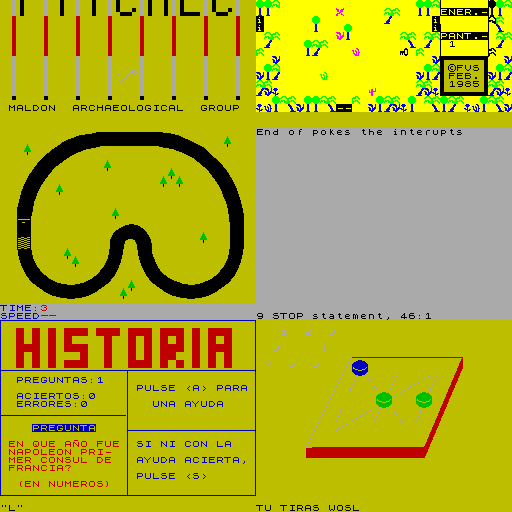 MALDON ARCHAEOLOGICAL GROUP
ENER.-
PANT.-
1
©FVS
FEB.
1985
End of pokes the interupts
TIME:3
SPEED--
9 STOP statement, 46:1
HISTORIA
PREGUNTAS:1
ACIERTOS:0
ERRORES:0
PREGUNTA
EN QUE AÑO FUE
NAPOLEON PRI-
MER CONSUL DE
FRANCIA?
(EN NUMEROS)
PULSE <A> PARA
UNA AYUDA
SI NI CON LA
AYUDA ACIERTA,
PULSE <S>
"L"
TU TIRAS WOSL